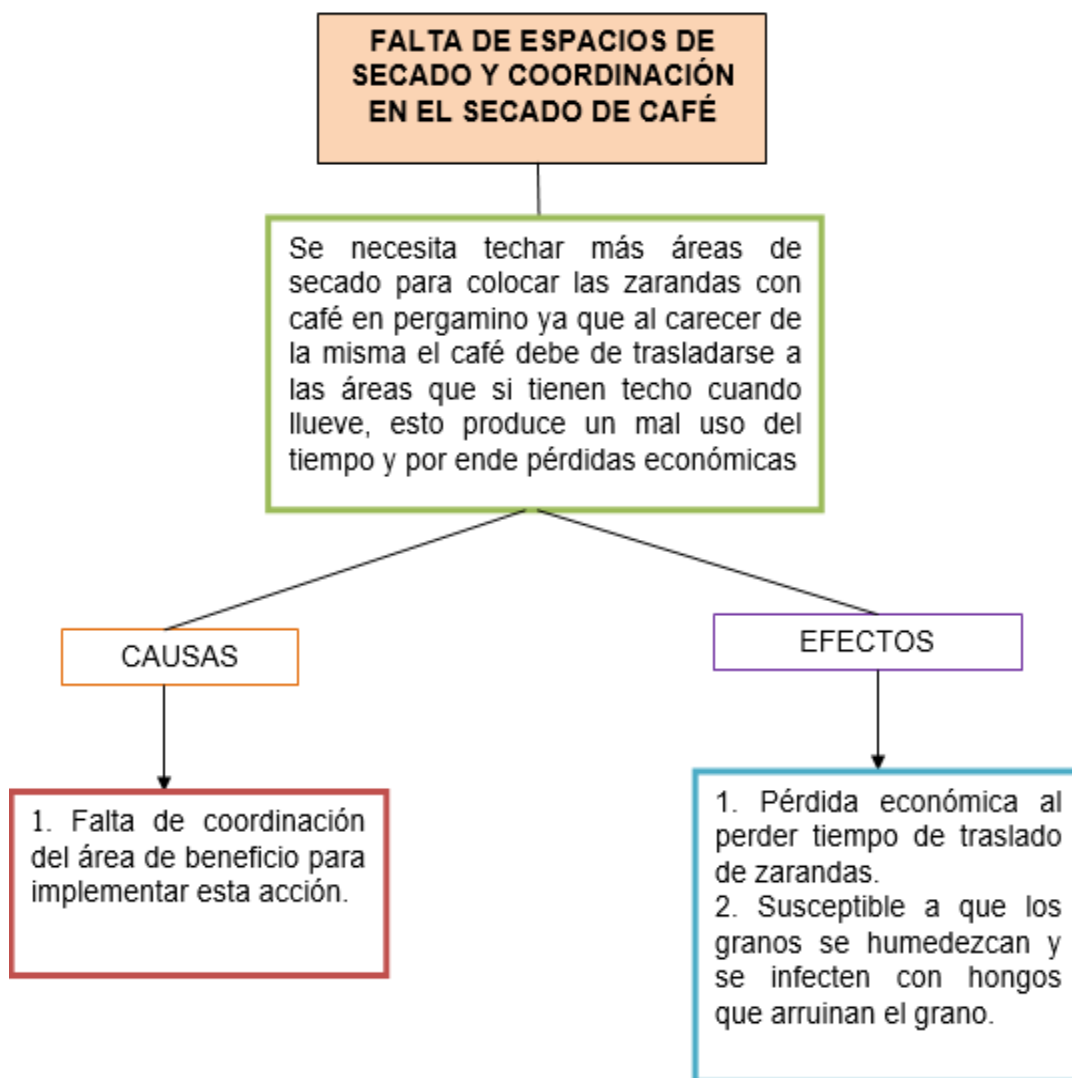 FALTA DE ESPACIOS DE
SECADO Y COORDINACIÓN
EN EL SECADO DE CAFÉ
Se necesita techar más áreas de
secado para colocar las zarandas con
café en pergamino ya que al carecer de
la misma el café debe de trasladarse a
las áreas que si tienen techo cuando
llueve, esto produce un mal uso del
tiempo y por ende pérdidas económicas
CAUSAS
1. Falta de coordinación
del área de beneficio para
implementar esta acción.
EFECTOS
1. Pérdida económica al
perder tiempo de traslado
de zarandas.
2. Susceptible a que los
granos se humedezcan y
se infecten con hongos
que arruinan el grano.